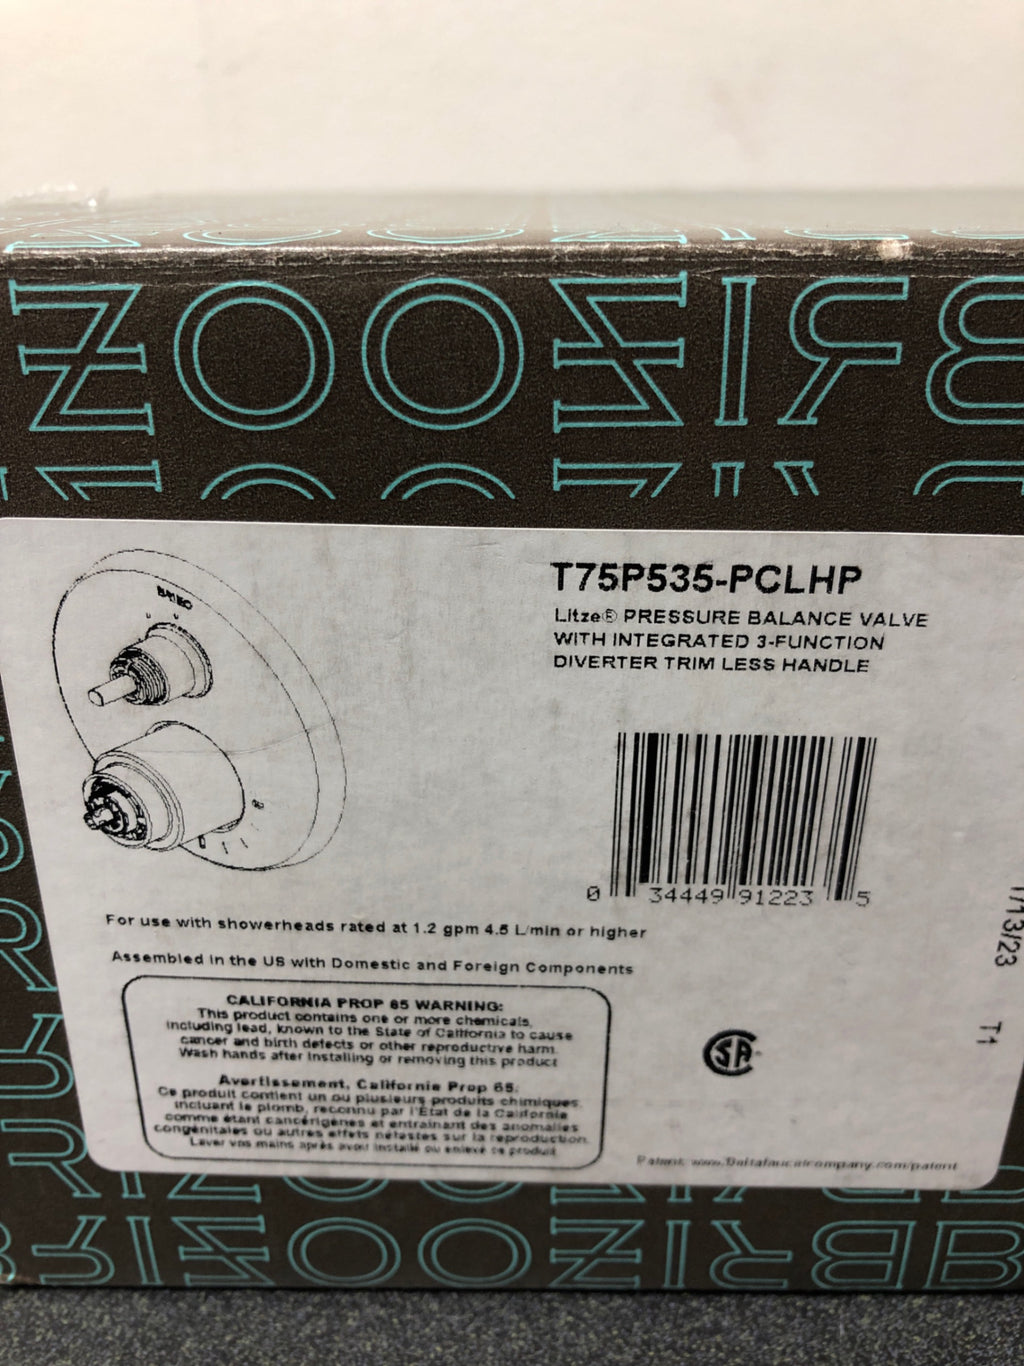 BRIZO
T75P535-PCLHP
Litze® PRESSURE BALANCE VALVE
WITH INTEGRATED 3-FUNCTION
DIVERTER TRIM LESS HANDLE
0 34449 91223 5
For use with showerheads rated at 1.2 gpm 4.5 L/min or higher
Assembled in the US with Domestic and Foreign Components
CALIFORNIA PROP 65 WARNING:
This product contains one or more chemicals,
including lead, known to the State of California to cause
cancer and birth defects or other reproductive harm.
Wash hands after installing or removing this product
Avertissement, Californie Prop 65:
Ce produit contient un ou plusieurs produits chimiques,
incluant le plomb, reconnu par l'État de la Californie
comme étant cancérigènes et entraînant des anomalies
congénitales ou autres effets néfastes sur la reproduction.
Laver vos mains après avoir installé ou enlevé ce produit
SA
Patent: www.Deltafaucetcompany.com/patent
/13/23
T1